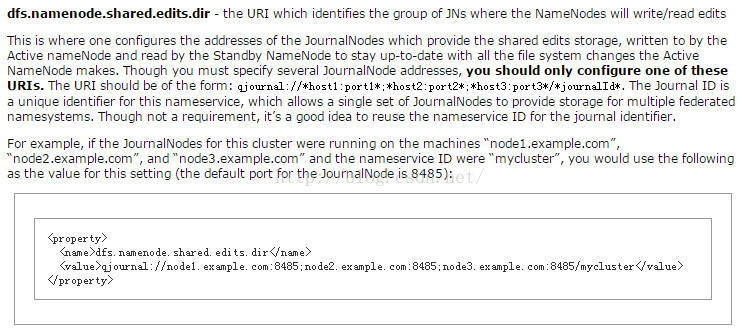 dfs.namenode.shared.edits.dir - the URI which identifies the group of JNs where the NameNodes will write/read edits
This is where one configures the addresses of the JournalNodes which provide the shared edits storage, written to by the
Active nameNode and read by the Standby NameNode to stay up-to-date with all the file system changes the Active
NameNode makes. Though you must specify several JournalNode addresses, you should only configure one of these
URIs. The URI should be of the form: qjournal://*host1:port1*;*host2:port2*;*host3:port3*/*journalId*. The Journal ID is
a unique identifier for this nameservice, which allows a single set of JournalNodes to provide storage for multiple federated
namesystems. Though not a requirement, it's a good idea to reuse the nameservice ID for the journal identifier.
For example, if the JournalNodes for this cluster were running on the machines “node1.example.com”,
“node2.example.com”, and “node3.example.com” and the nameservice ID were “mycluster”, you would use the following
as the value for this setting (the default port for the JournalNode is 8485):
http://blog.csdn.net/
<property>
<name>dfs.namenode.shared.edits.dir</name>
<value>qjournal://node1.example.com:8485;node2.example.com:8485;node3.example.com:8485/mycluster</value>
</property>